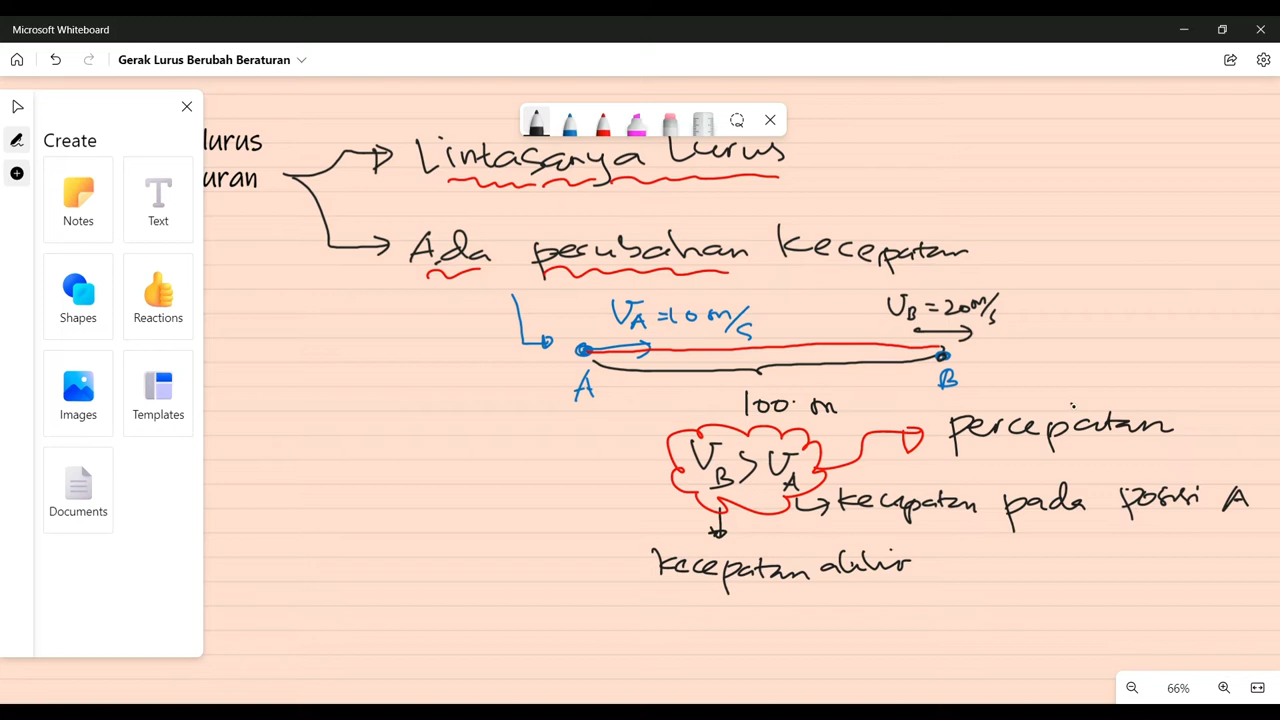 Microsoft Whiteboard
Gerak Lurus Berubah Beraturan
Create
Notes
Text
Shapes
Reactions
Images
Templates
Documents
lurus
uran
Lintasanya Lurus
Ada perubahan kecepatan
VA = 10 m/s
VB = 20 m/s
A
B
100 m
VB > VA
percepatan
kecepatan pada posisi A
kecepatan akhir
66%